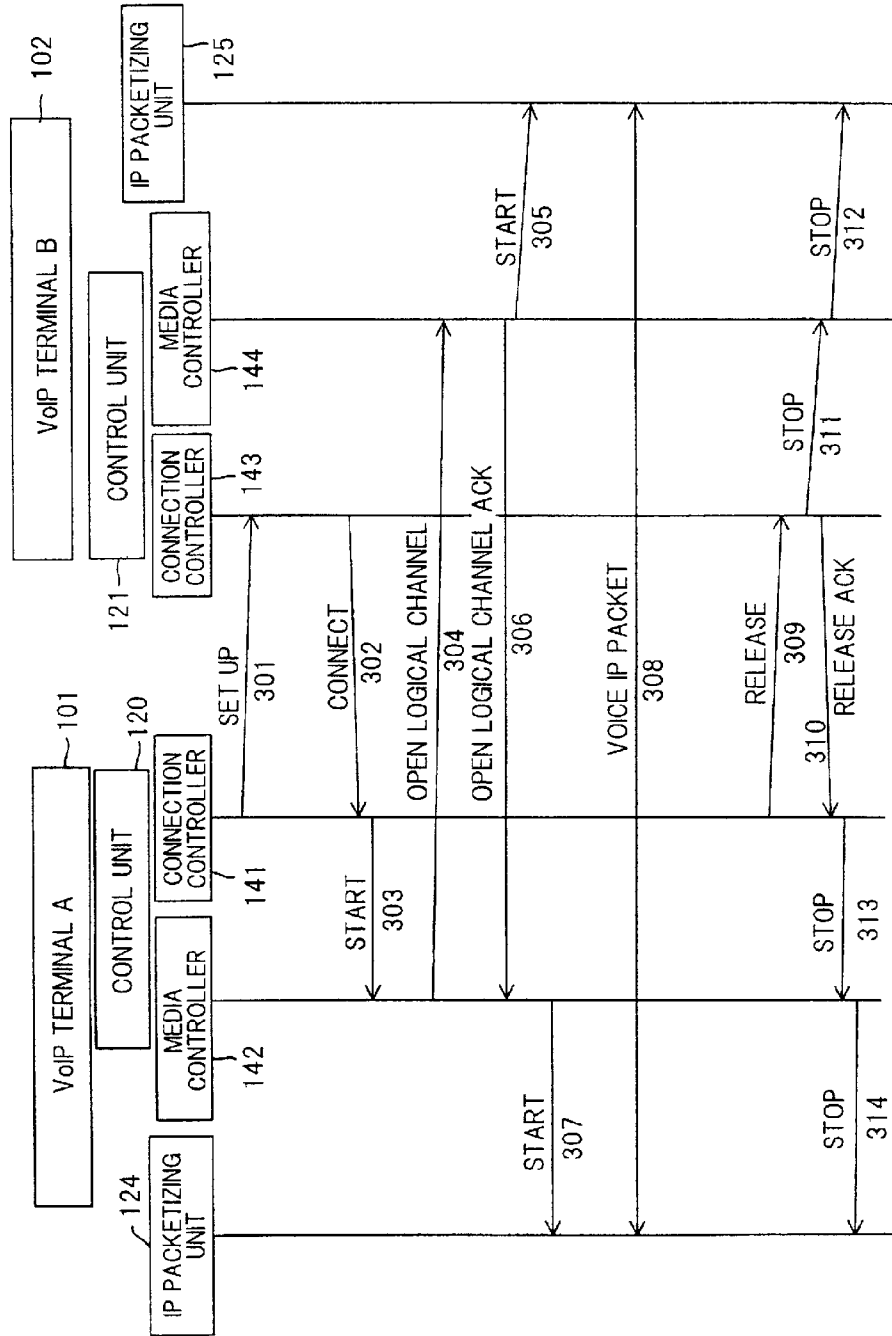 VoIP TERMINAL A
101
VoIP TERMINAL B
102
CONTROL UNIT
120
CONTROL UNIT
121
IP PACKETIZING
UNIT
124
MEDIA
CONTROLLER
142
CONNECTION
CONTROLLER
141
CONNECTION
CONTROLLER
143
MEDIA
CONTROLLER
144
IP PACKETIZING
UNIT
125
SET UP
301
CONNECT
302
START
303
OPEN LOGICAL CHANNEL
304
START
305
OPEN LOGICAL CHANNEL ACK
306
START
307
VOICE IP PACKET
308
RELEASE
309
310
RELEASE ACK
STOP
311
STOP
312
STOP
313
STOP
314